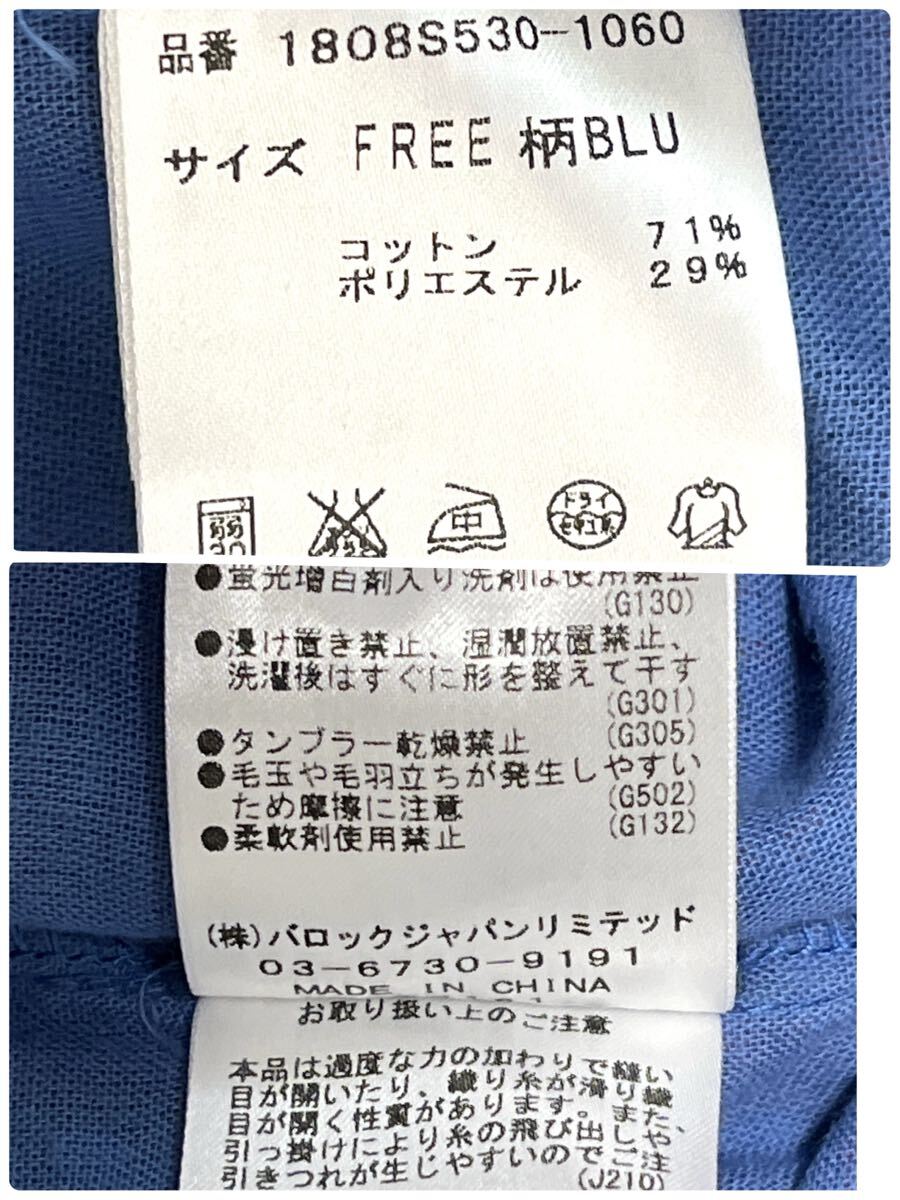 品番 1808S530-1060
サイズ FREE 柄BLU
コットン 71%
ポリエステル 29%
中 ドライ
●蛍光増白剤入り洗剤は使用禁止
(G130)
●浸け置き禁止、湿潤放置禁止、
洗濯後はすぐに形を整えて干す
(G301)
●タンブラー乾燥禁止 (G305)
●毛玉や毛羽立ちが発生しやすい
ため摩擦に注意 (G502)
●柔軟剤使用禁止 (G132)
(株)バロックジャパンリミテッド
03-6730-9191
MADE IN CHINA
お取り扱い上のご注意
本品は過度な力の加わりで縫い
目が開いたり、織り糸が滑り織
目が開く性質があります。また、
引っ掛けにより糸の飛び出しや、
引きつれが生じやすいのでご注
(J210)